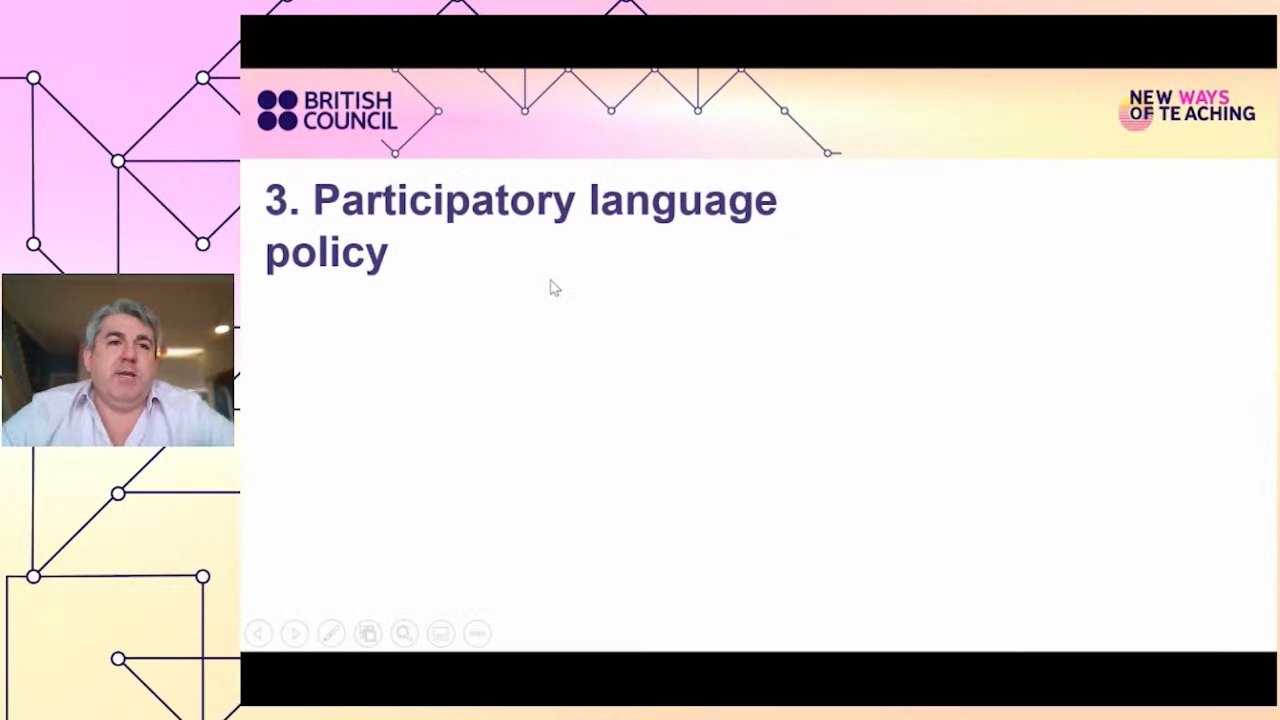 BRITISH
COUNCIL
NEW WAYS
OF TEACHING
3. Participatory language
policy